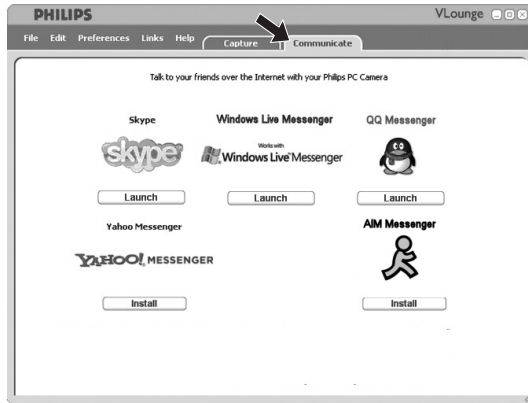 PHILIPS VLounge
File Edit Preferences Links Help Capture Communicate
Talk to your friends over the Internet with your Philips PC Camera
Skype Windows Live Messenger QQ Messenger
skype
Works with
Windows Live Messenger
Launch Launch Launch
Yahoo Messenger AIM Messenger
YAHOO! MESSENGER
Install Install